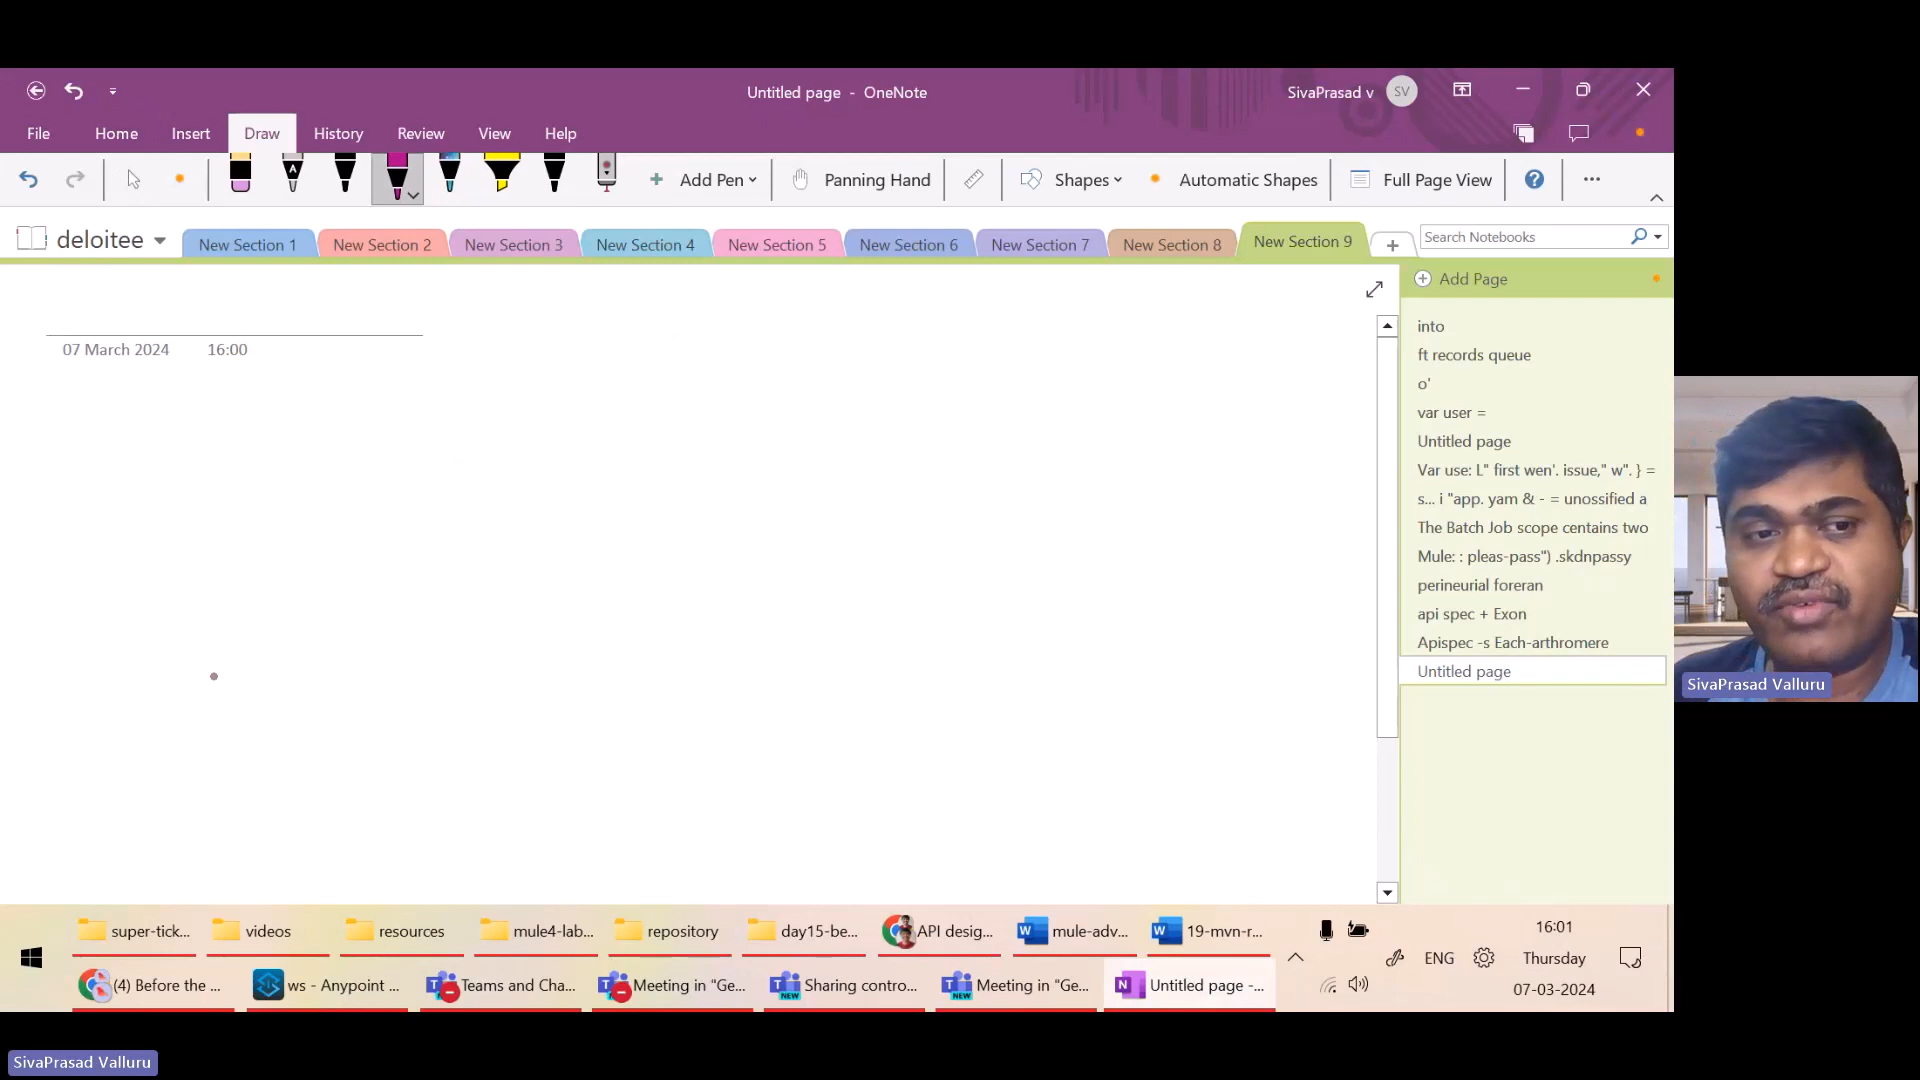 Untitled page - OneNote
SivaPrasad v
SV
File
Home
Insert
Draw
History
Review
View
Help
A
Add Pen
Panning Hand
Shapes
Automatic Shapes
Full Page View
?
deloitee
New Section 1
New Section 2
New Section 3
New Section 4
New Section 5
New Section 6
New Section 7
New Section 8
New Section 9
Search Notebooks
Add Page
07 March 2024 16:00
into
ft records queue
o'
var user =
Untitled page
Var use: L" first wen'. issue," w". } =
s... i "app. yam & - = unossified a
The Batch Job scope centains two
Mule: : pleas-pass") .skdnpassy
perineurial foreran
api spec + Exon
Apispec -s Each-arthromere
Untitled page
SivaPrasad Valluru
super-tick...
videos
resources
mule4-lab...
repository
day15-be...
API desig...
mule-adv...
19-mvn-r...
16:01
ENG
Thursday
07-03-2024
(4) Before the ...
ws - Anypoint ...
Teams and Cha...
Meeting in "Ge...
Sharing contro...
Meeting in "Ge...
Untitled page -...
SivaPrasad Valluru